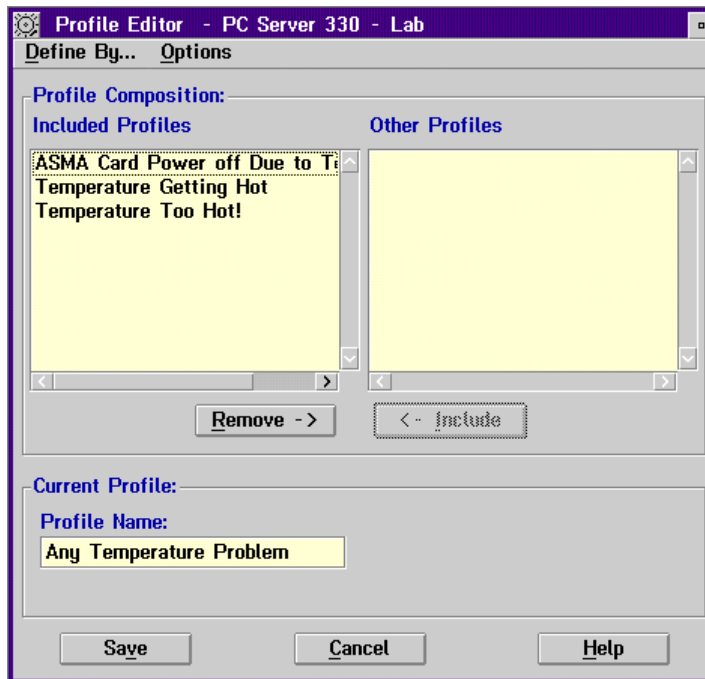 Profile Editor - PC Server 330 - Lab
Define By... Options
Profile Composition:
Included Profiles
Other Profiles
ASMA Card Power off Due to
Temperature Getting Hot
Temperature Too Hot!
Remove ->
<- Include
Current Profile:
Profile Name:
Any Temperature Problem
Save
Cancel
Help